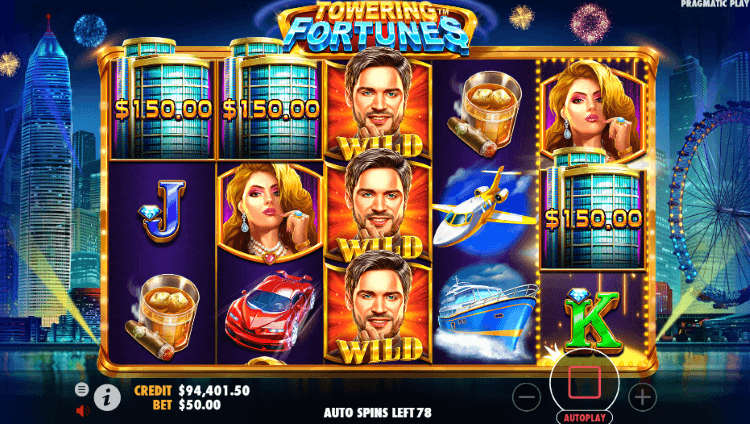 PRAGMATIC PLAY
TOWERING™
FORTUNES
$150.00
$150.00
WILD
$150.00
J
WILD
WILD
K
CREDIT $94,401.50
BET $50.00
AUTO SPINS LEFT 78
AUTOPLAY